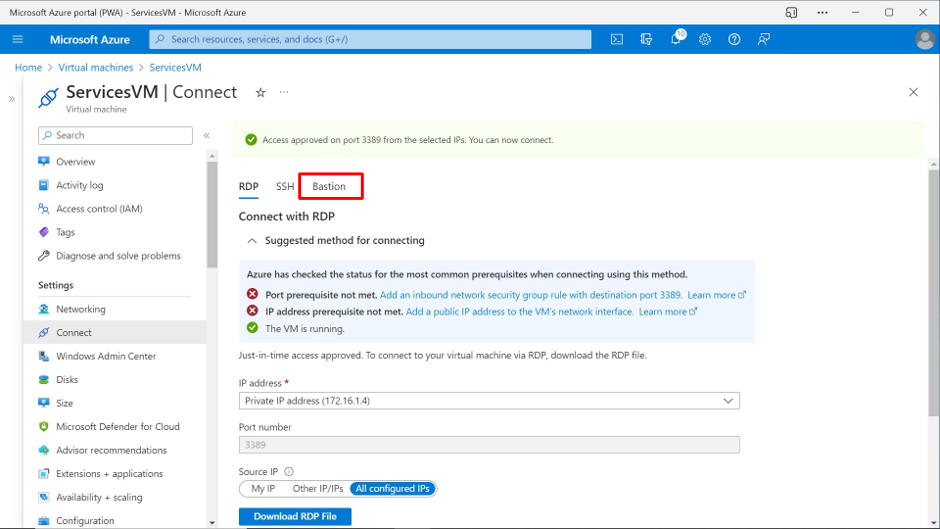 Microsoft Azure portal (PWA) - ServicesVM - Microsoft Azure
Microsoft Azure
Search resources, services, and docs (G+/)
10
Home > Virtual machines > ServicesVM
ServicesVM | Connect
Virtual machine
Search
Overview
Activity log
Access control (IAM)
Tags
Diagnose and solve problems
Settings
Networking
Connect
Windows Admin Center
Disks
Size
Microsoft Defender for Cloud
Advisor recommendations
Extensions + applications
Availability + scaling
Configuration
Access approved on port 3389 from the selected IPs. You can now connect.
RDP SSH Bastion
Connect with RDP
Suggested method for connecting
Azure has checked the status for the most common prerequisites when connecting using this method.
Port prerequisite not met. Add an inbound network security group rule with destination port 3389. Learn more
IP address prerequisite not met. Add a public IP address to the VM's network interface. Learn more
The VM is running.
Just-in-time access approved. To connect to your virtual machine via RDP, download the RDP file.
IP address *
Private IP address (172.16.1.4)
Port number
3389
Source IP
My IP Other IP/IPs All configured IPs
Download RDP File